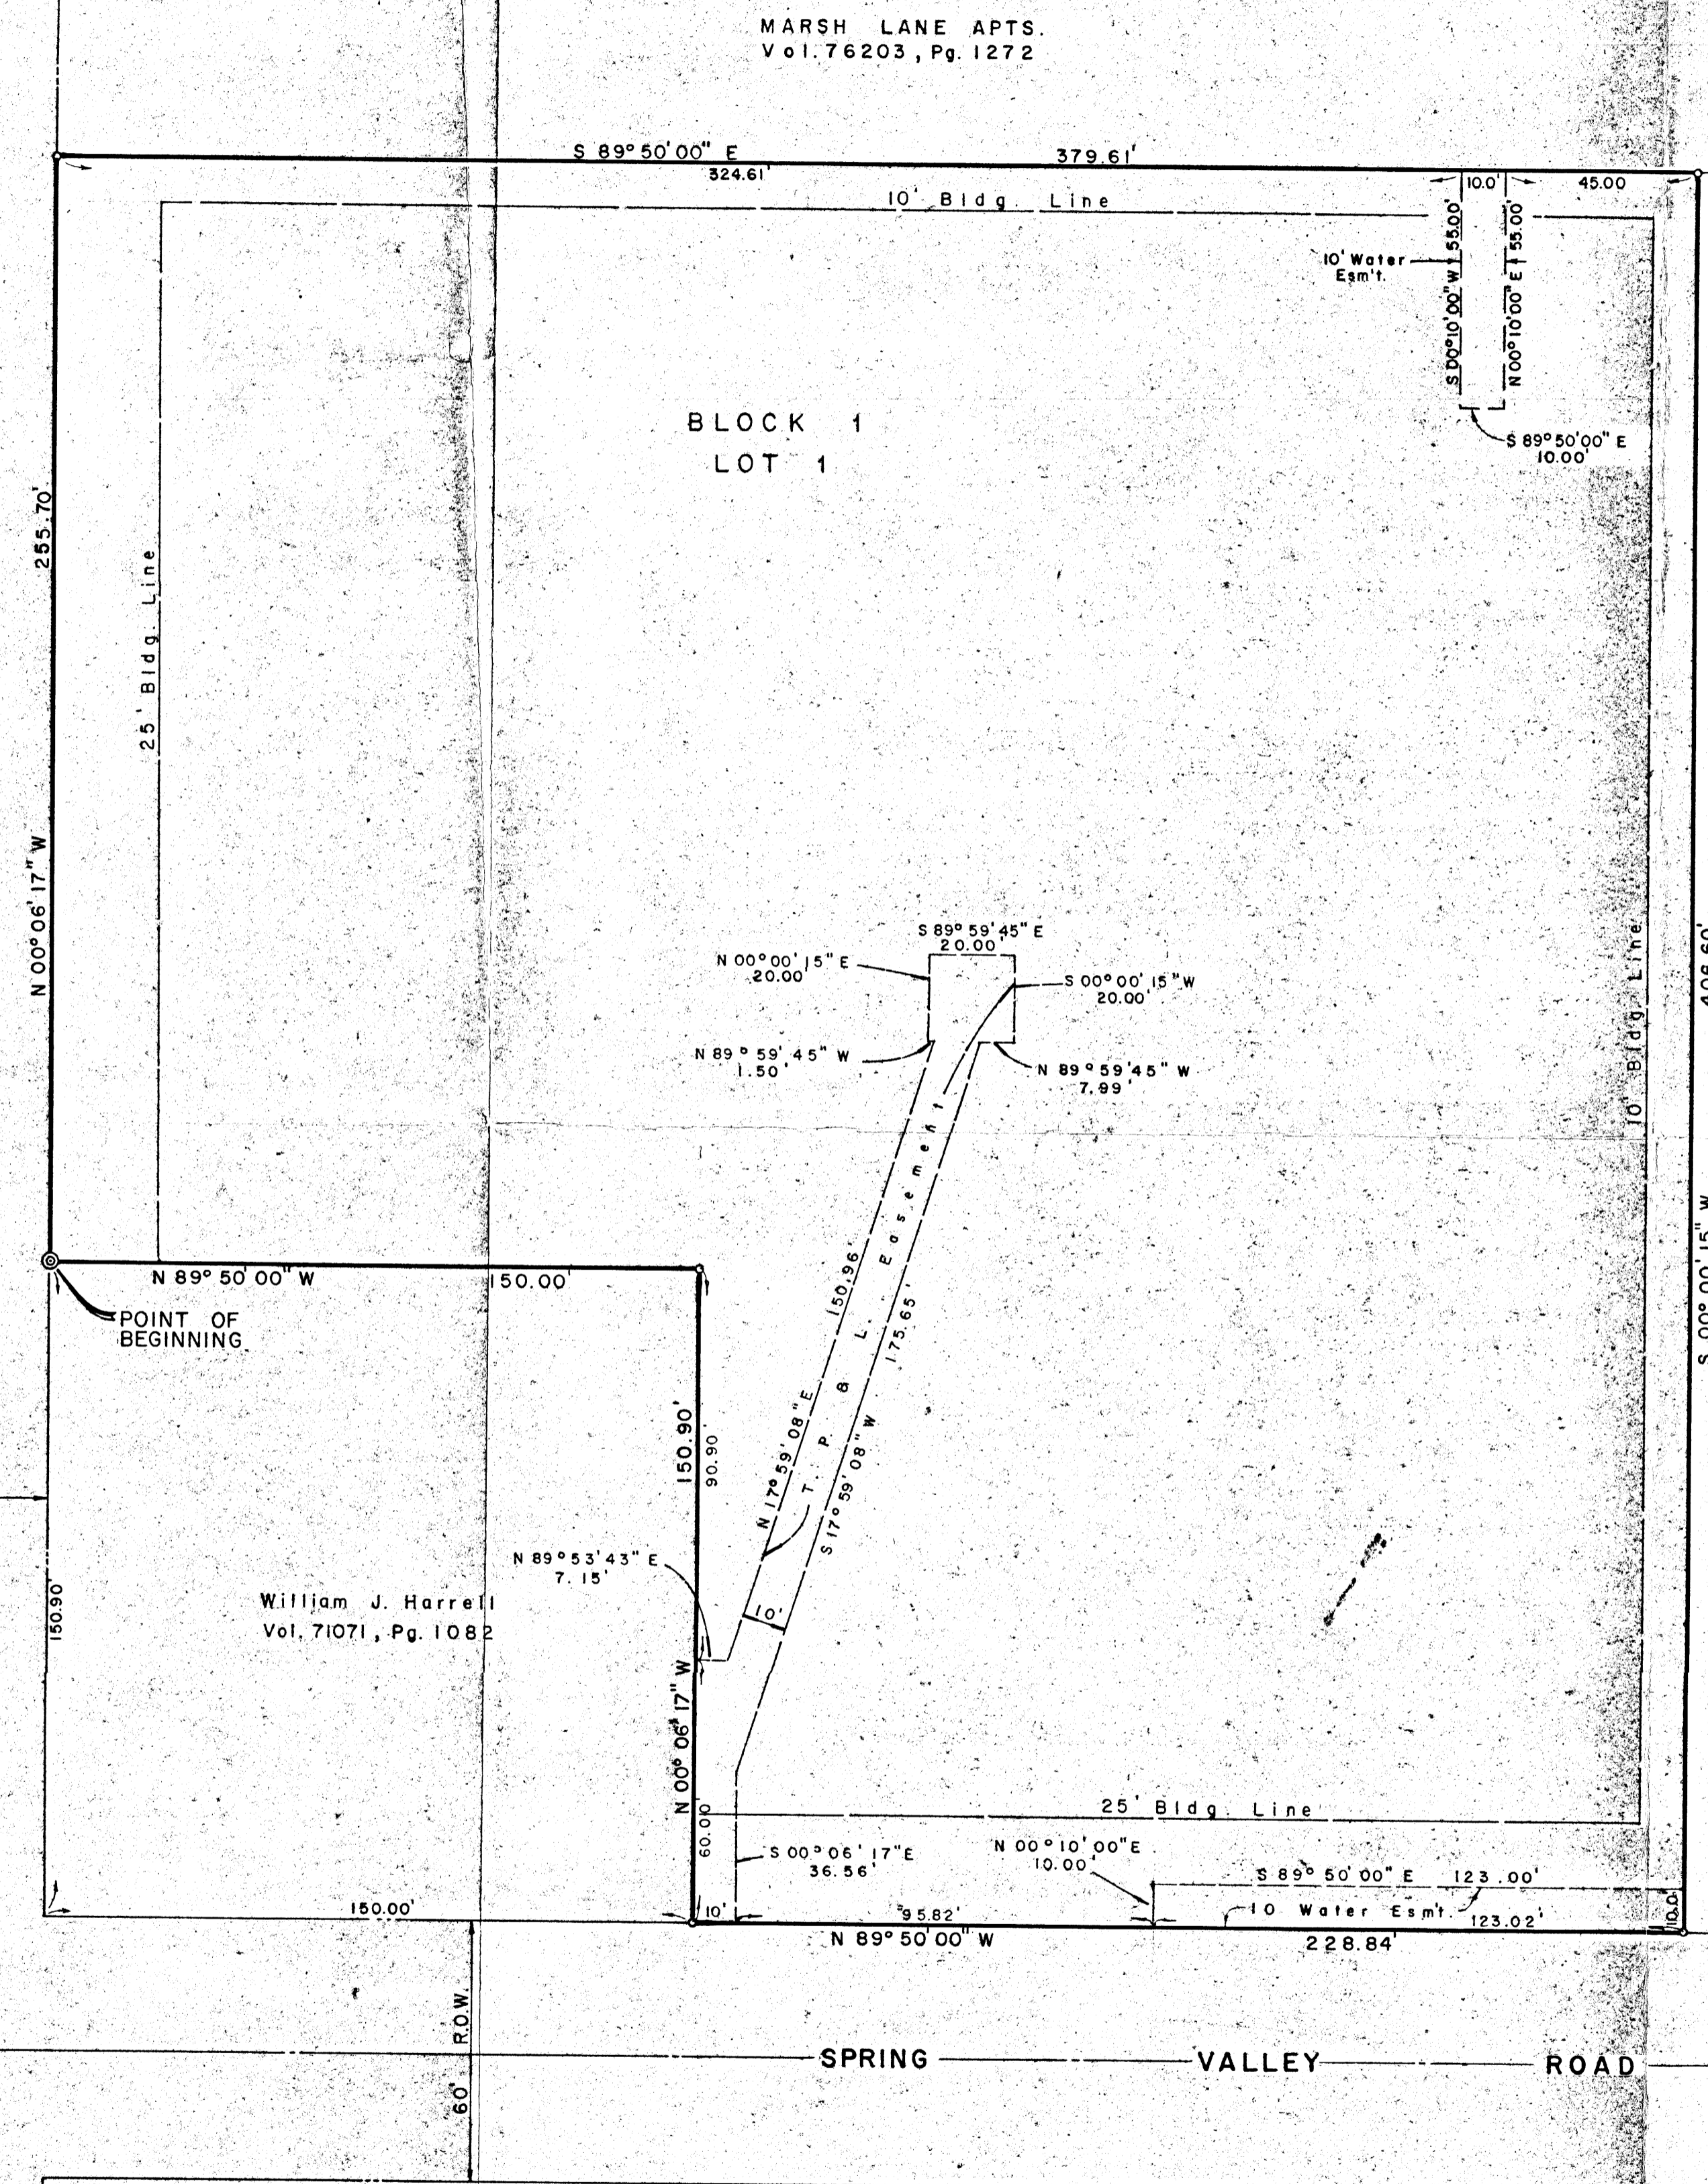 MARSH LANE APTS.
Vol. 76203, Pg. 1272
S 89° 50' 00" E
379.61'
324.61'
10.0'
45.00
10' Bldg. Line
S 00°10'00" W 55.00'
N 00°10'00" E 55.00'
10' Water
Esm't.
S 89° 50' 00" E
10.00'
BLOCK 1
LOT 1
255.70'
N 00° 06' 17" W
25' Bldg. Line
10' Bldg. Line
406.60'
S 00° 00' 15" W
S 89° 59' 45" E
20.00'
N 00° 00' 15" E
20.00'
S 00° 00' 15" W
20.00'
N 89° 59' 45" W
1.50'
N 89° 59' 45" W
7.99'
N 89° 50' 00" W
150.00'
POINT OF
BEGINNING
N 17° 59' 08" E
150.96'
T. P. & L. Easement
S 17° 59' 08" W
175.65'
150.90'
90.90'
N 89° 53' 43" E
7.15'
10'
William J. Harrell
Vol. 71071, Pg. 1082
150.90'
N 00° 06' 17" W
60.00
25' Bldg. Line
S 00° 06' 17" E
36.56'
N 00° 10' 00" E
10.00'
S 89° 50' 00" E 123.00'
10 Water Esm't.
123.02'
10.0'
150.00'
10'
95.82'
N 89° 50' 00" W
228.84'
60' R.O.W.
SPRING VALLEY ROAD